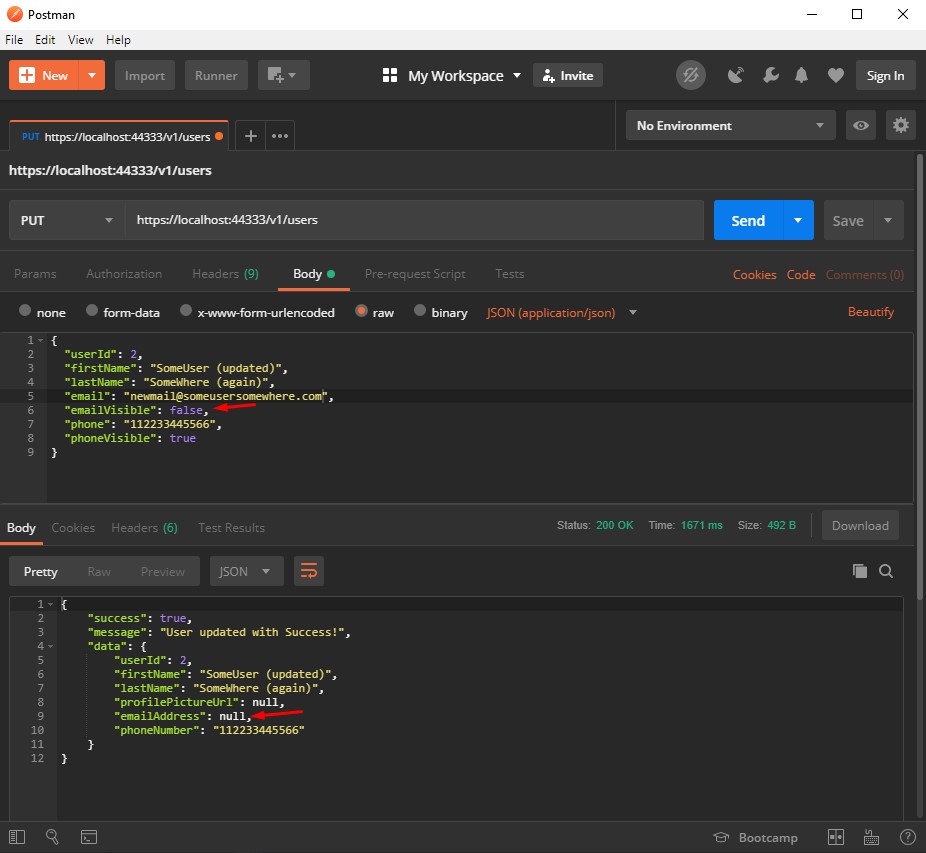 Postman
File Edit View Help
New Import Runner My Workspace Invite Sign In
PUT https://localhost:44333/v1/users No Environment
https://localhost:44333/v1/users
PUT https://localhost:44333/v1/users Send Save
Params Authorization Headers (9) Body Pre-request Script Tests Cookies Code Comments (0)
none form-data x-www-form-urlencoded raw binary JSON (application/json) Beautify
1 {
2 "userId": 2,
3 "firstName": "SomeUser (updated)",
4 "lastName": "SomeWhere (again)",
5 "email": "newmail@someusersomewhere.com",
6 "emailVisible": false,
7 "phone": "112233445566",
8 "phoneVisible": true
9 }
Body Cookies Headers (6) Test Results Status: 200 OK Time: 1671 ms Size: 492 B Download
Pretty Raw Preview JSON
1 {
2 "success": true,
3 "message": "User updated with Success!",
4 "data": {
5 "userId": 2,
6 "firstName": "SomeUser (updated)",
7 "lastName": "SomeWhere (again)",
8 "profilePictureUrl": null,
9 "emailAddress": null,
10 "phoneNumber": "112233445566"
11 }
12 }
Bootcamp